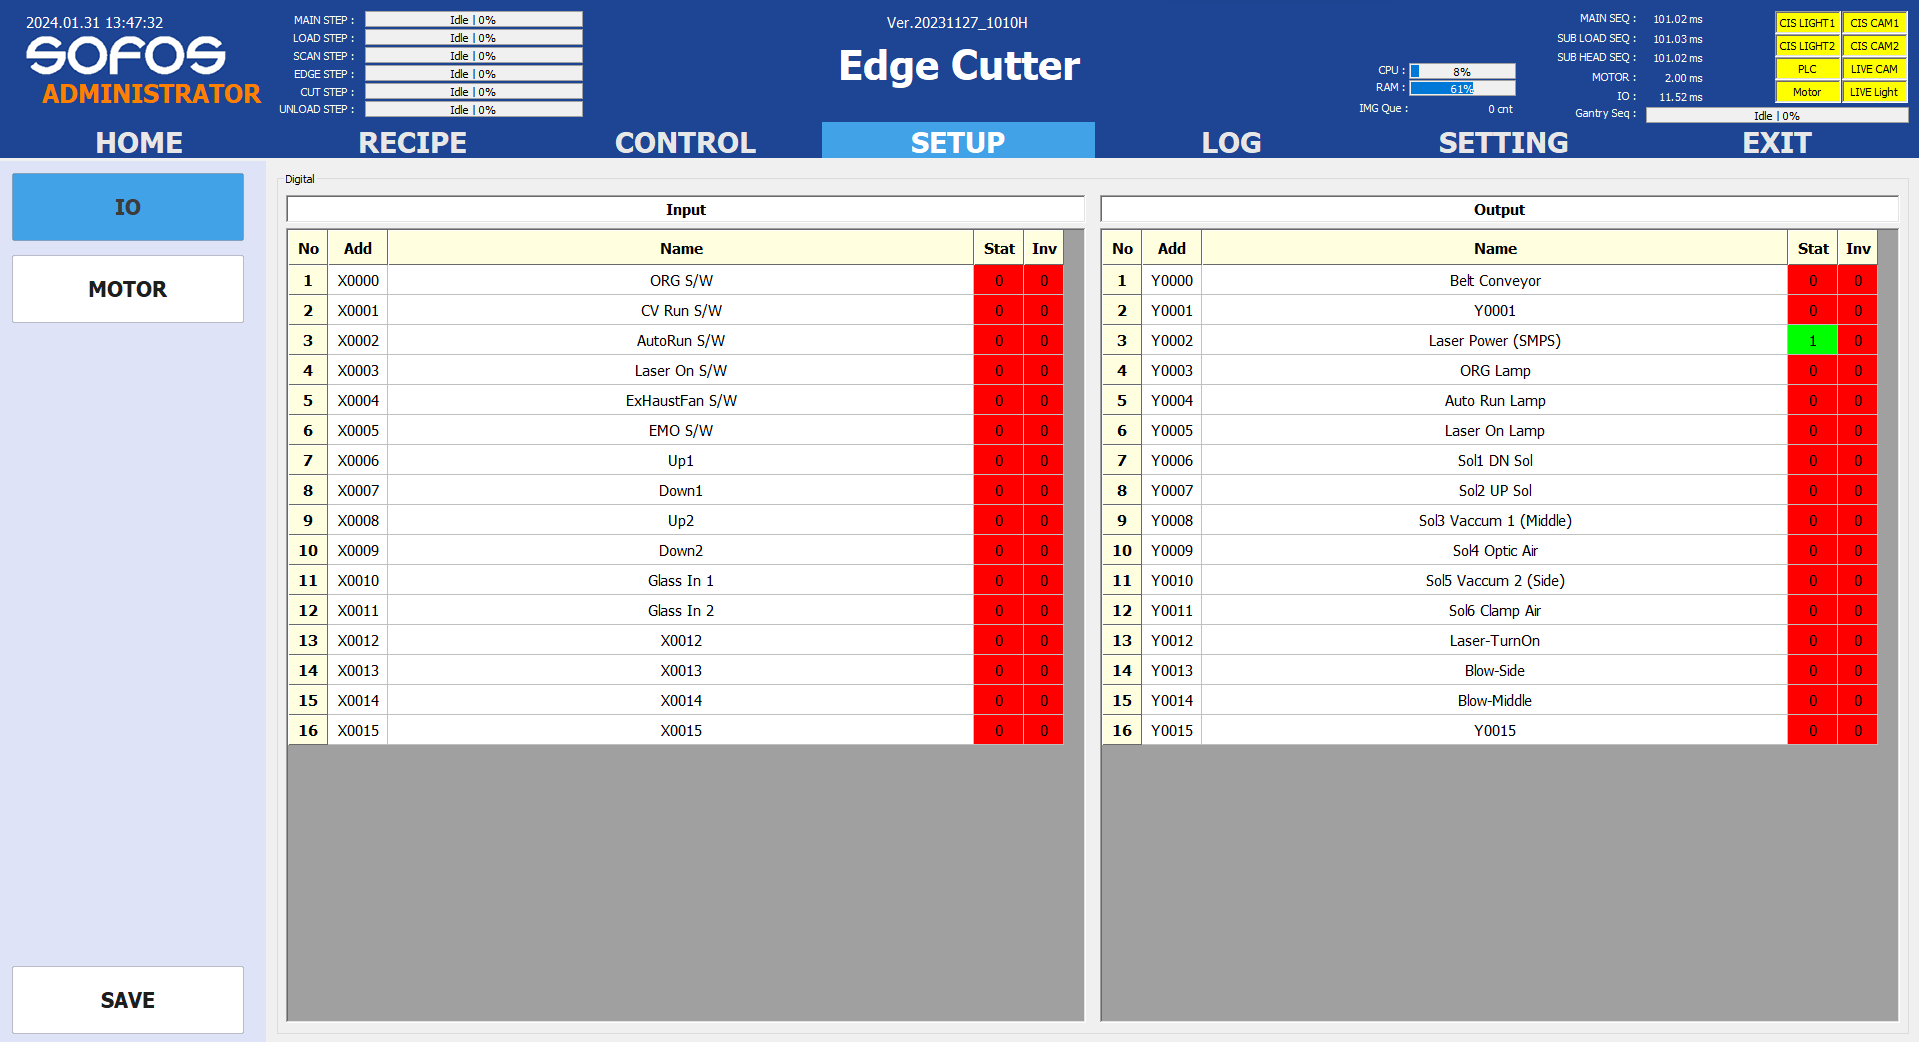 2024.01.31 13:47:32
SOFOS
ADMINISTRATOR
MAIN STEP : Idle | 0%
LOAD STEP : Idle | 0%
SCAN STEP : Idle | 0%
EDGE STEP : Idle | 0%
CUT STEP : Idle | 0%
UNLOAD STEP : Idle | 0%
Ver.20231127_1010H
Edge Cutter
CPU : 8%
RAM : 61%
IMG Que : 0 cnt
MAIN SEQ : 101.02 ms
SUB LOAD SEQ : 101.03 ms
SUB HEAD SEQ : 101.02 ms
MOTOR : 2.00 ms
IO : 11.52 ms
Gantry Seq : Idle | 0%
CIS LIGHT1 CIS CAM1
CIS LIGHT2 CIS CAM2
PLC LIVE CAM
Motor LIVE Light
HOME RECIPE CONTROL SETUP LOG SETTING EXIT
IO
MOTOR
SAVE
Digital
Input
No Add Name Stat Inv
1 X0000 ORG S/W 0 0
2 X0001 CV Run S/W 0 0
3 X0002 AutoRun S/W 0 0
4 X0003 Laser On S/W 0 0
5 X0004 ExHaustFan S/W 0 0
6 X0005 EMO S/W 0 0
7 X0006 Up1 0 0
8 X0007 Down1 0 0
9 X0008 Up2 0 0
10 X0009 Down2 0 0
11 X0010 Glass In 1 0 0
12 X0011 Glass In 2 0 0
13 X0012 X0012 0 0
14 X0013 X0013 0 0
15 X0014 X0014 0 0
16 X0015 X0015 0 0
Output
No Add Name Stat Inv
1 Y0000 Belt Conveyor 0 0
2 Y0001 Y0001 0 0
3 Y0002 Laser Power (SMPS) 1 0
4 Y0003 ORG Lamp 0 0
5 Y0004 Auto Run Lamp 0 0
6 Y0005 Laser On Lamp 0 0
7 Y0006 Sol1 DN Sol 0 0
8 Y0007 Sol2 UP Sol 0 0
9 Y0008 Sol3 Vaccum 1 (Middle) 0 0
10 Y0009 Sol4 Optic Air 0 0
11 Y0010 Sol5 Vaccum 2 (Side) 0 0
12 Y0011 Sol6 Clamp Air 0 0
13 Y0012 Laser-TurnOn 0 0
14 Y0013 Blow-Side 0 0
15 Y0014 Blow-Middle 0 0
16 Y0015 Y0015 0 0